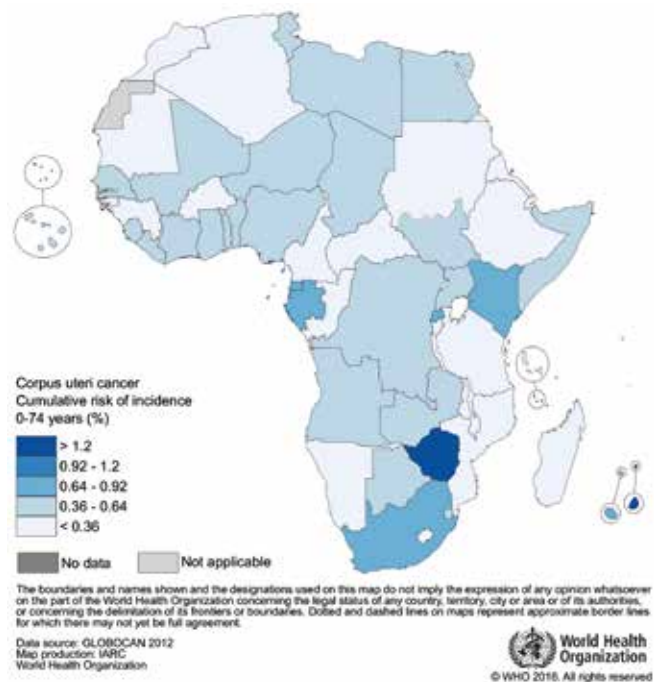 Corpus uteri cancer
Cumulative risk of incidence
0-74 years (%)
> 1.2
0.92 - 1.2
0.64 - 0.92
0.36 - 0.64
< 0.36
No data
Not applicable
The boundaries and names shown and the designations used on this map do not imply the expression of any opinion whatsoever
on the part of the World Health Organization concerning the legal status of any country, territory, city or area or of its authorities,
or concerning the delimitation of its frontiers or boundaries. Dotted and dashed lines on maps represent approximate border lines
for which there may not yet be full agreement.
Data source: GLOBOCAN 2012
Map production: IARC
World Health Organization
World Health
Organization
© WHO 2016. All rights reserved